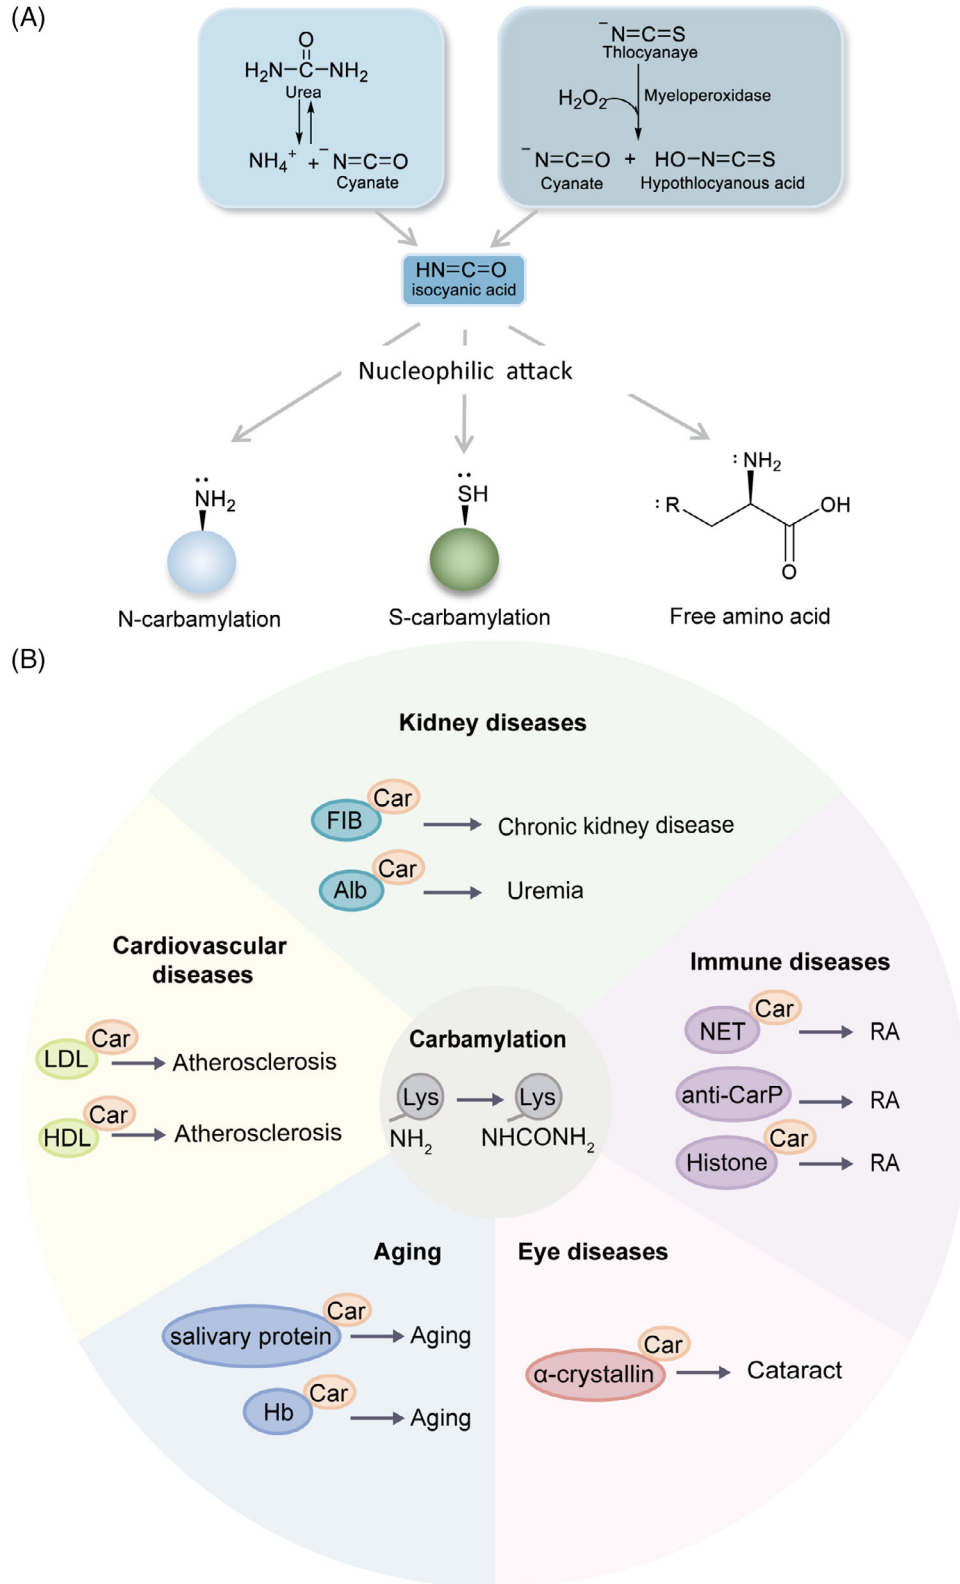 (A)
O
H₂N–C–NH₂
Urea
NH₄⁺ + ⁻N=C=O
Cyanate
⁻N=C=S
Thlocyanaye
H₂O₂
Myeloperoxidase
⁻N=C=O + HO–N=C=S
Cyanate Hypothlocyanous acid
HN=C=O
isocyanic acid
Nucleophilic attack
NH₂
N-carbamylation
SH
S-carbamylation
:NH₂
:R
OH
O
Free amino acid
(B)
Kidney diseases
Car
FIB
Chronic kidney disease
Car
Alb
Uremia
Cardiovascular
diseases
Car
LDL
Atherosclerosis
Car
HDL
Atherosclerosis
Carbamylation
Lys Lys
NH₂ NHCONH₂
Immune diseases
Car
NET
RA
anti-CarP
RA
Car
Histone
RA
Aging
Car
salivary protein
Aging
Car
Hb
Aging
Eye diseases
Car
α-crystallin
Cataract